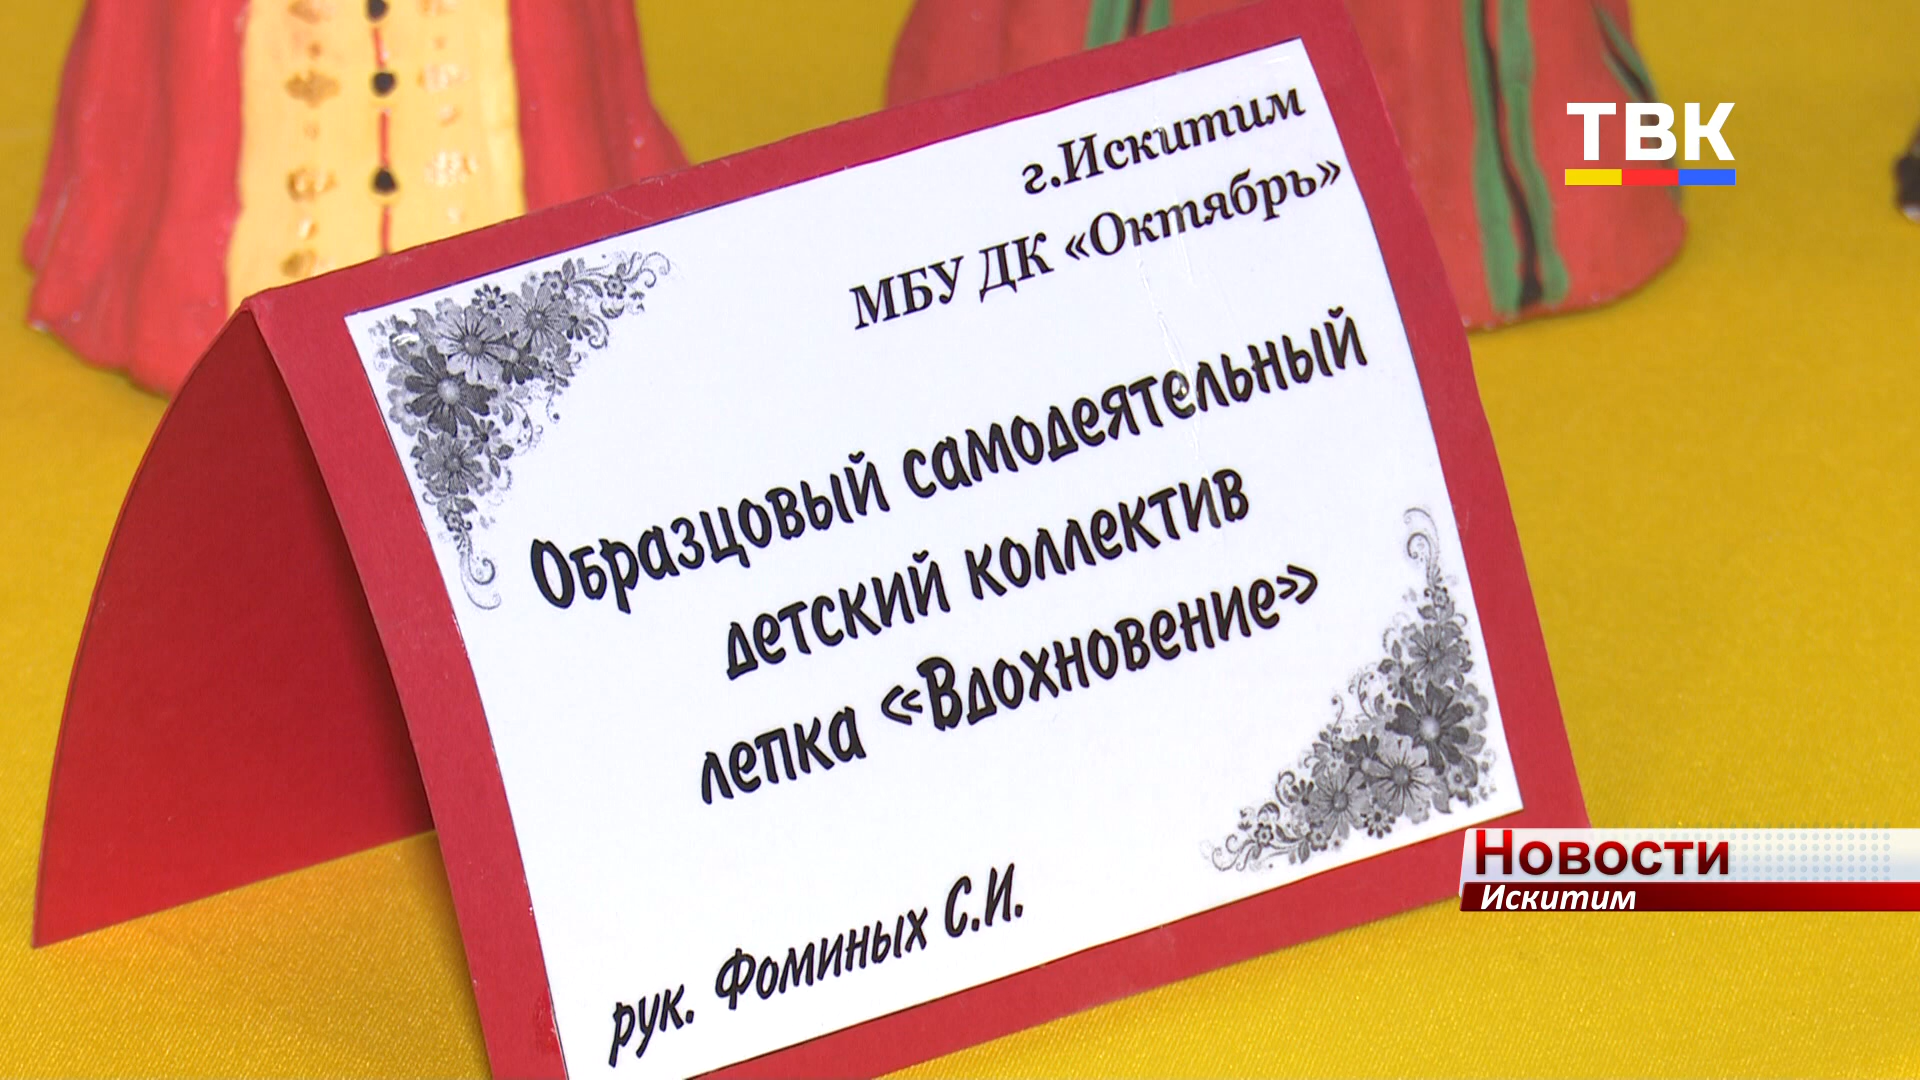 ТВК
г.Искитим
МБУ ДК «Октябрь»
Образцовый самодеятельный
детский коллектив
лепка «Вдохновение»
рук. Фоминых С.И.
Новости
Искитим